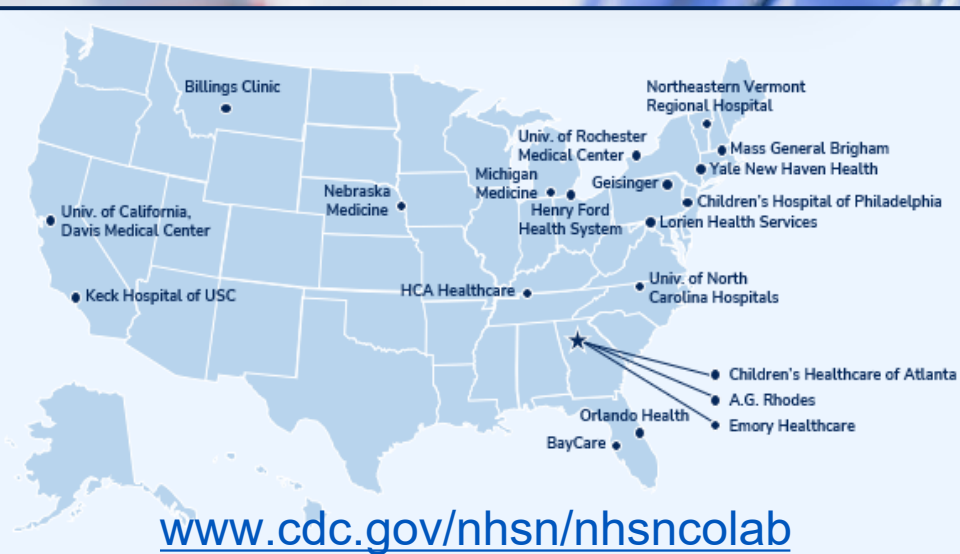 Billings Clinic
Northeastern Vermont
Regional Hospital
Univ. of Rochester
Medical Center
Mass General Brigham
Yale New Haven Health
Michigan
Medicine
Geisinger
Nebraska
Medicine
Children's Hospital of Philadelphia
Henry Ford
Health System
Lorien Health Services
Univ. of California,
Davis Medical Center
Univ. of North
Carolina Hospitals
HCA Healthcare
Keck Hospital of USC
Children's Healthcare of Atlanta
A.G. Rhodes
Emory Healthcare
Orlando Health
BayCare
www.cdc.gov/nhsn/nhsncolab